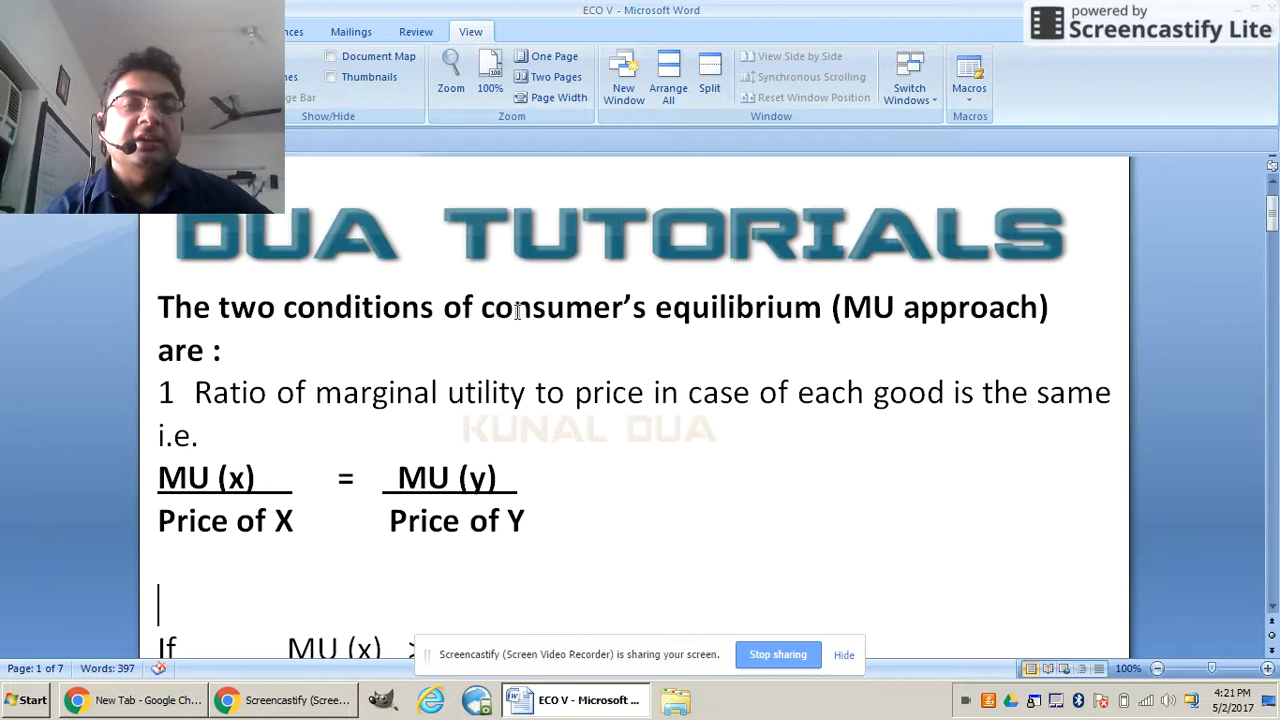 ECO V - Microsoft Word
powered by
Screencastify Lite
nces Mailings Review View
Document Map
Thumbnails
Show/Hide
Zoom 100%
One Page
Two Pages
Page Width
Zoom
New Window
Arrange All
Split
View Side by Side
Synchronous Scrolling
Reset Window Position
Window
Switch Windows
Macros
Macros
DUA TUTORIALS
The two conditions of consumer’s equilibrium (MU approach)
are :
1 Ratio of marginal utility to price in case of each good is the same
KUNAL DUA
i.e.
MU (x) = MU (y)
Price of X Price of Y
If MU (x) >
Screencastify (Screen Video Recorder) is sharing your screen. Stop sharing Hide
Page: 1 of 7 Words: 397 100%
Start New Tab - Google Ch... Screencastify (Scree... ECO V - Microsoft ... 4:21 PM
5/2/2017